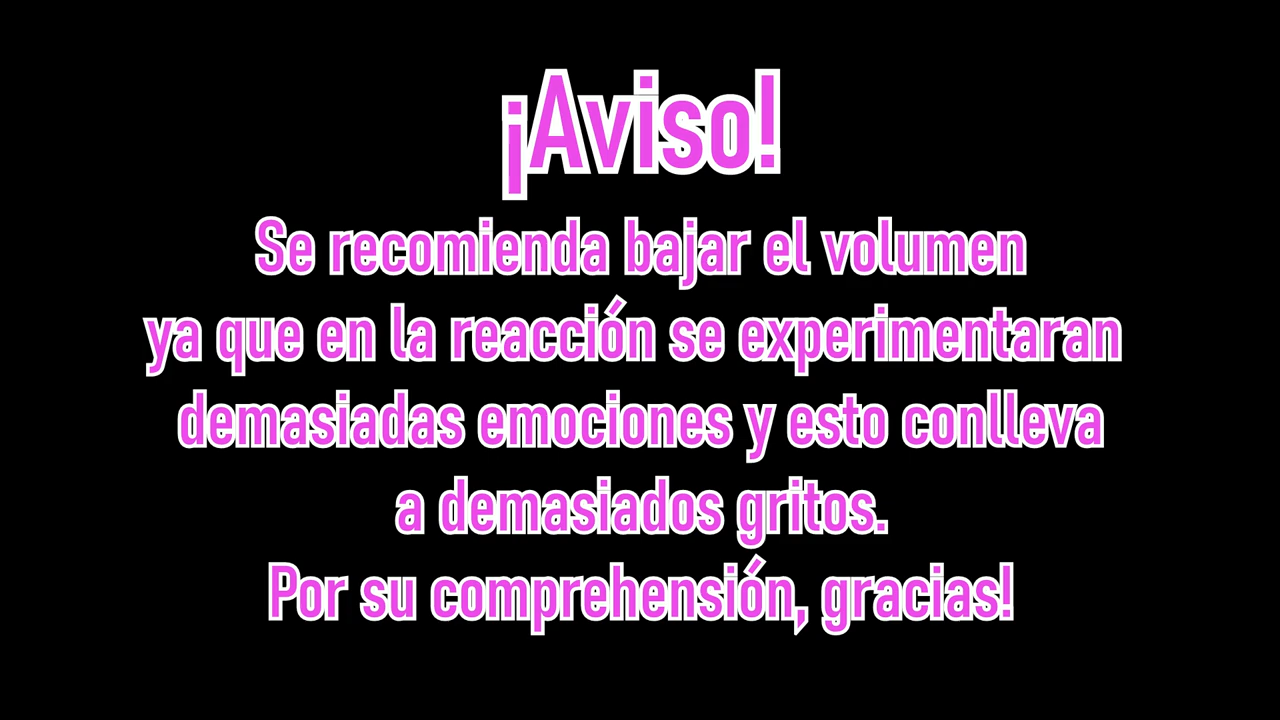 ¡Aviso!
Se recomienda bajar el volumen
ya que en la reacción se experimentaran
demasiadas emociones y esto conlleva
a demasiados gritos.
Por su comprehensión, gracias!